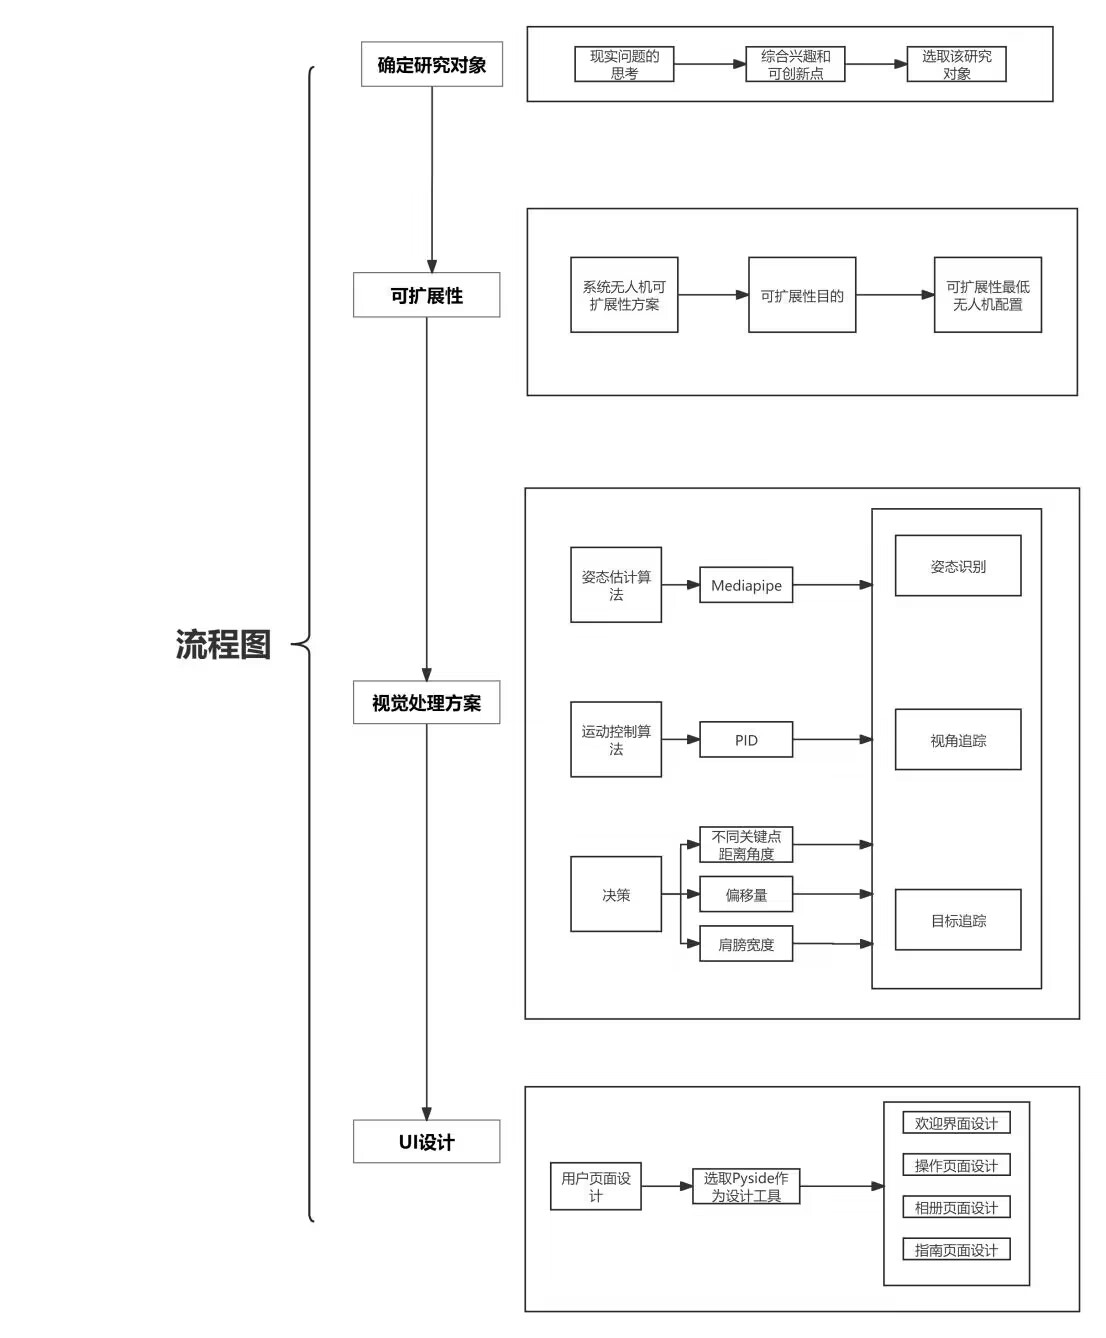 流程图
确定研究对象
现实问题的
思考
综合兴趣和
可创新点
选取该研究
对象
可扩展性
系统无人机可
扩展性方案
可扩展性目的
可扩展性最低
无人机配置
视觉处理方案
姿态估计算
法
Mediapipe
姿态识别
运动控制算
法
PID
视角追踪
决策
不同关键点
距离角度
偏移量
肩膀宽度
目标追踪
UI设计
用户页面设
计
选取Pyside作
为设计工具
欢迎界面设计
操作页面设计
相册页面设计
指南页面设计